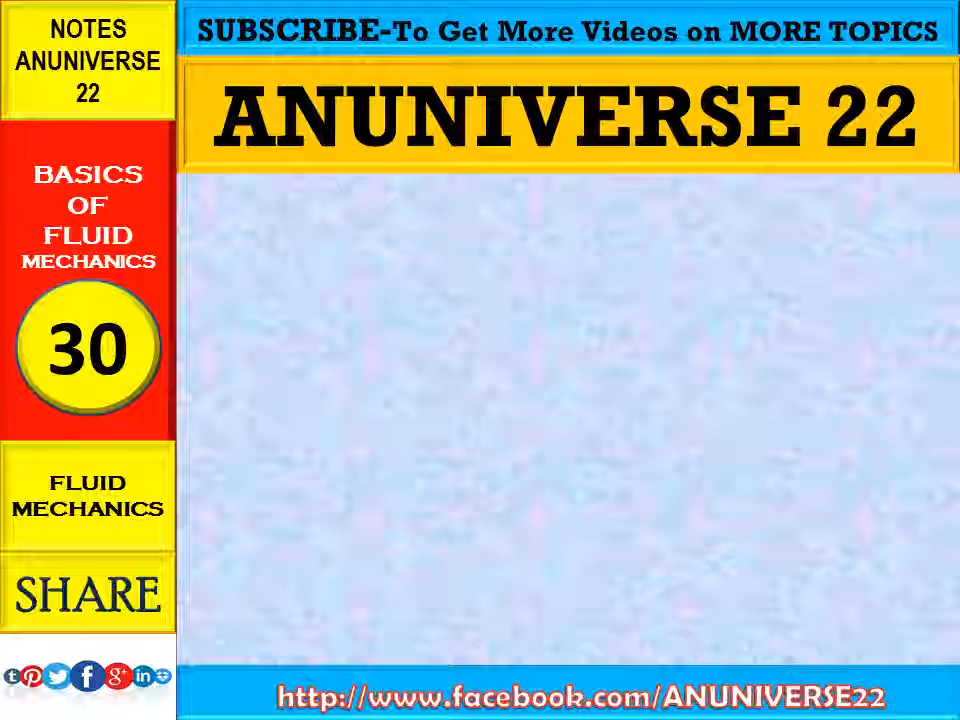 NOTES
ANUNIVERSE
22
BASICS
OF
FLUID
MECHANICS
30
FLUID
MECHANICS
SHARE
SUBSCRIBE-To Get More Videos on MORE TOPICS
ANUNIVERSE 22
http://www.facebook.com/ANUNIVERSE22